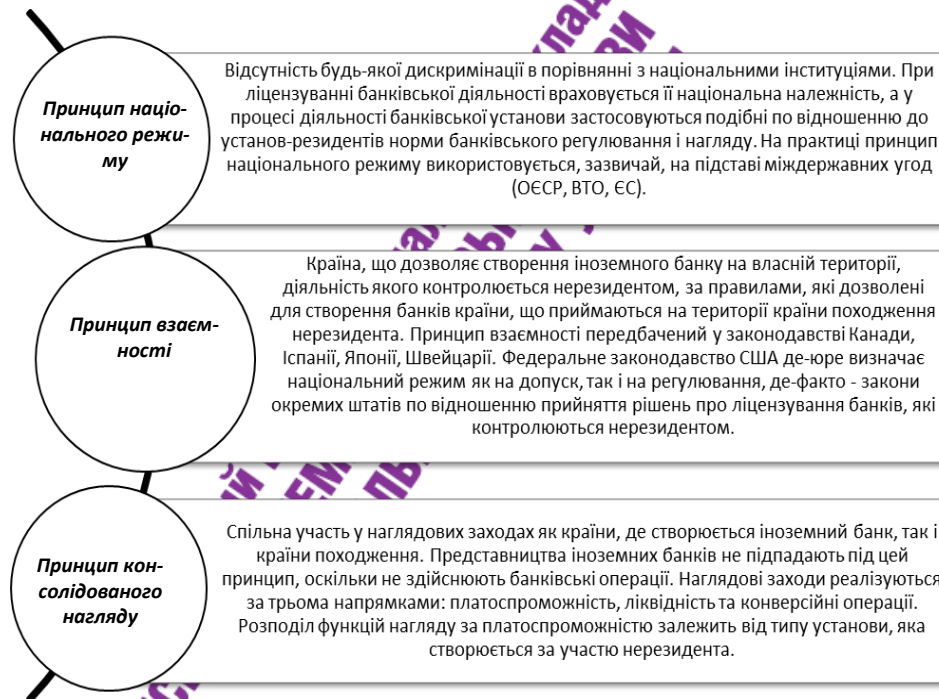 Принцип націо-
нального режи-
му
Відсутність будь-якої дискримінації в порівнянні з національними інституціями. При
ліцензуванні банківської діяльності враховується її національна належність, а у
процесі діяльності банківської установи застосовуються подібні по відношенню до
установ-резидентів норми банківського регулювання і нагляду. На практиці принцип
національного режиму використовується, зазвичай, на підставі міждержавних угод
(ОЄСР, ВТО, ЄС).
Принцип взаєм-
ності
Країна, що дозволяє створення іноземного банку на власній території,
діяльність якого контролюється нерезидентом, за правилами, які дозволені
для створення банків країни, що приймаються на території країни походження
нерезидента. Принцип взаємності передбачений у законодавстві Канади,
Іспанії, Японії, Швейцарії. Федеральне законодавство США де-юре визначає
національний режим як на допуск, так і на регулювання, де-факто - закони
окремих штатів по відношенню прийняття рішень про ліцензування банків, які
контролюються нерезидентом.
Принцип кон-
солідованого
нагляду
Спільна участь у наглядових заходах як країни, де створюється іноземний банк, так і
країни походження. Представництва іноземних банків не підпадають під цей
принцип, оскільки не здійснюють банківські операції. Наглядові заходи реалізуються
за трьома напрямками: платоспроможність, ліквідність та конверсійні операції.
Розподіл функцій нагляду за платоспроможністю залежить від типу установи, яка
створюється за участю нерезидента.